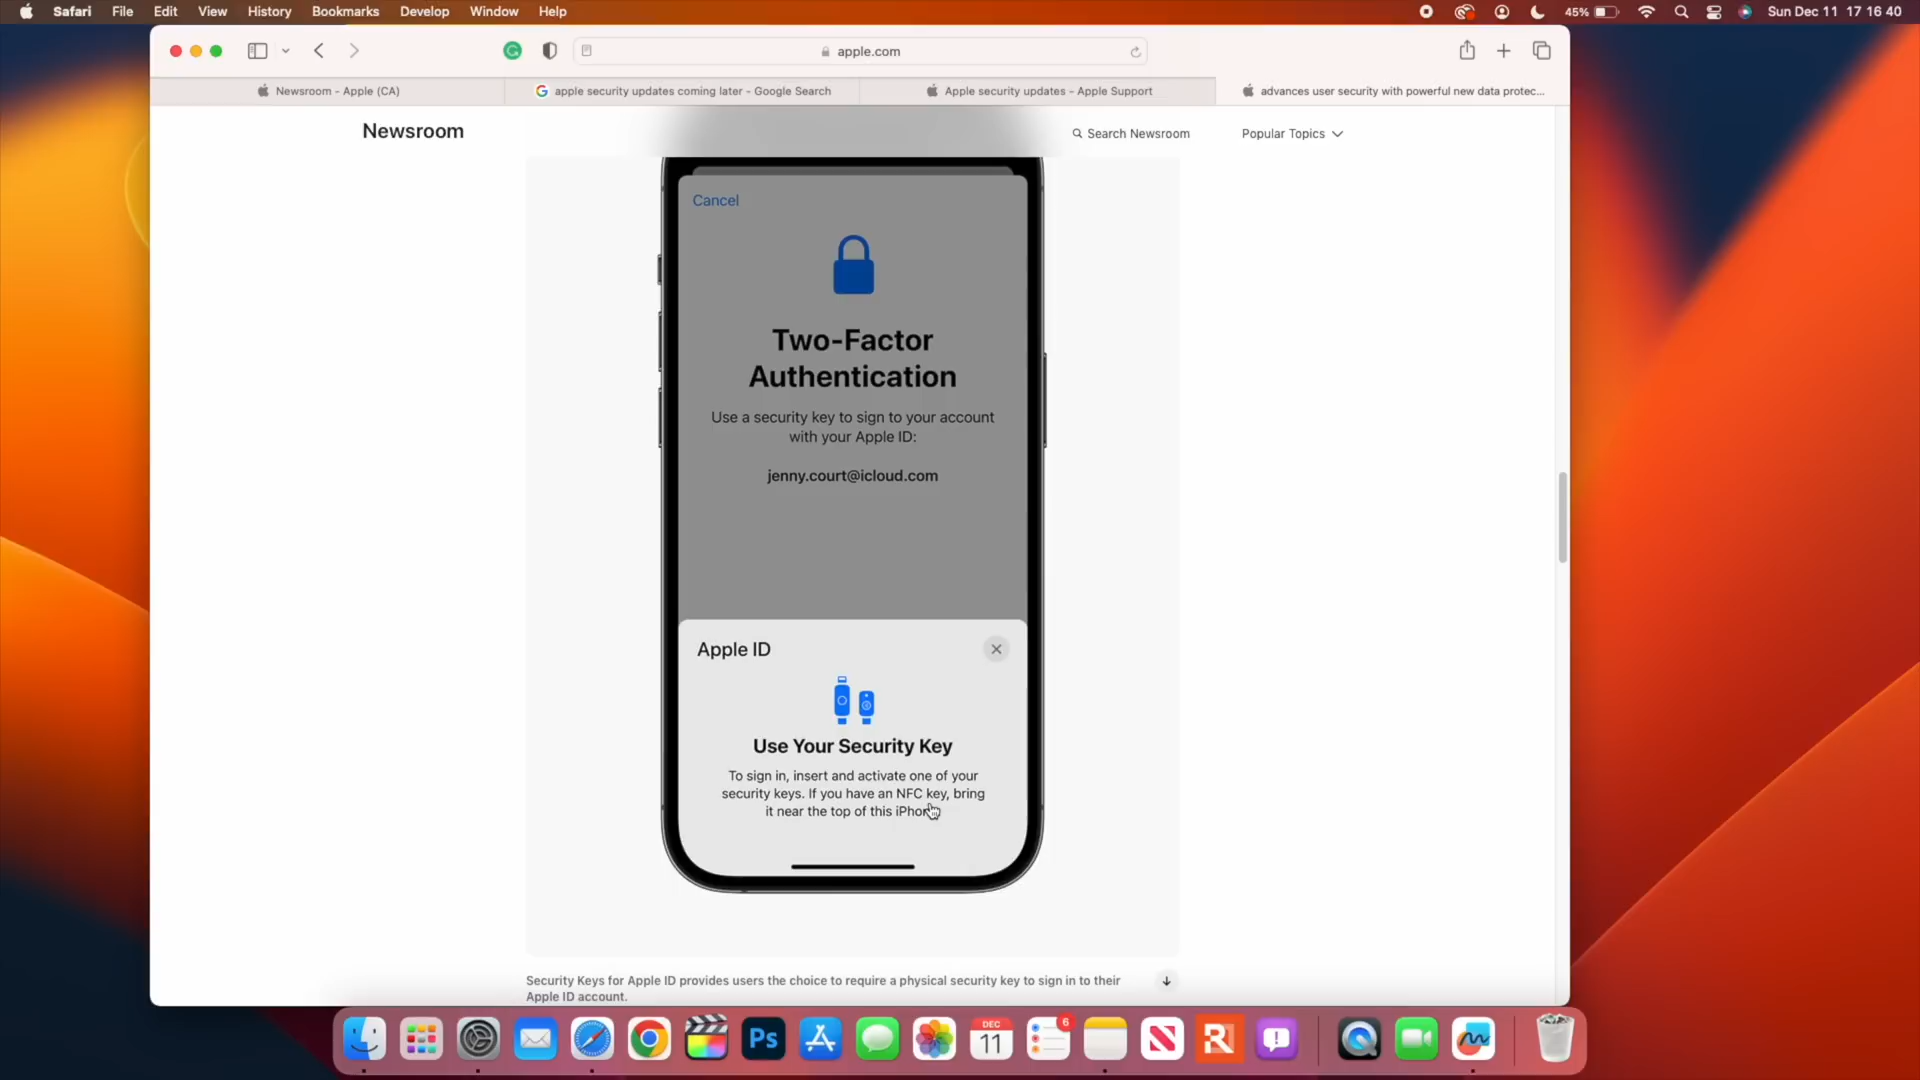 Safari File Edit View History Bookmarks Develop Window Help 45% Sun Dec 11 17 16 40
apple.com
Newsroom - Apple (CA) apple security updates coming later - Google Search Apple security updates - Apple Support advances user security with powerful new data protec...
Newsroom Search Newsroom Popular Topics
Cancel
Two-Factor
Authentication
Use a security key to sign to your account
with your Apple ID:
jenny.court@icloud.com
Apple ID
Use Your Security Key
To sign in, insert and activate one of your
security keys. If you have an NFC key, bring
it near the top of this
Security Keys for Apple ID provides users the choice to require a physical security key to sign in to their
Apple ID account.
Ps DEC 6
11